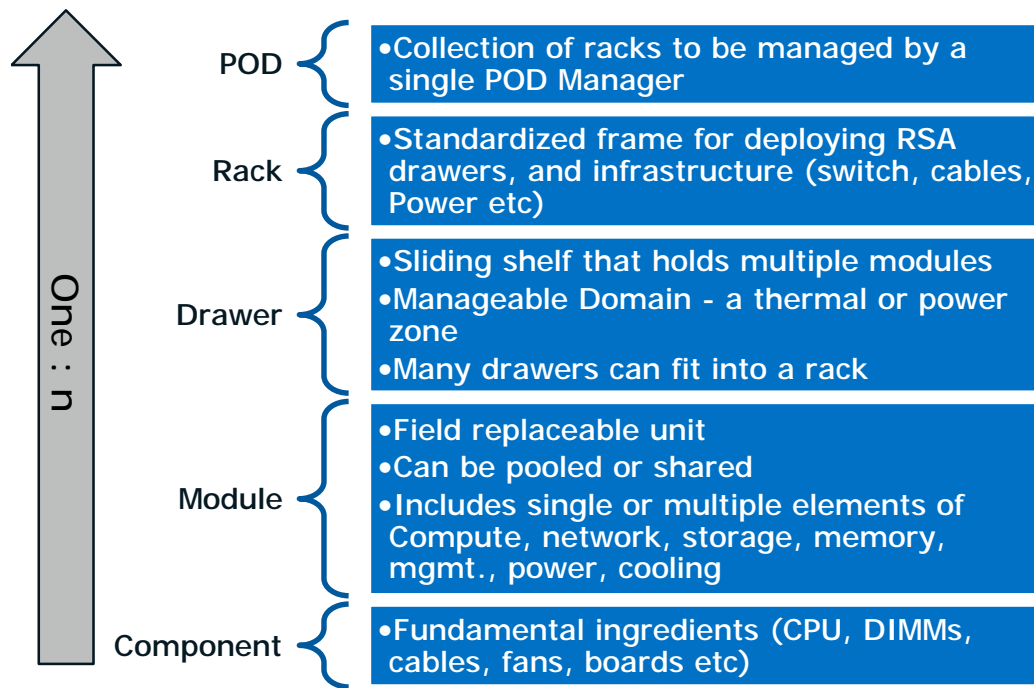 POD
•Collection of racks to be managed by a
single POD Manager
Rack
•Standardized frame for deploying RSA
drawers, and infrastructure (switch, cables,
Power etc)
Drawer
•Sliding shelf that holds multiple modules
•Manageable Domain - a thermal or power
zone
•Many drawers can fit into a rack
Module
•Field replaceable unit
•Can be pooled or shared
•Includes single or multiple elements of
Compute, network, storage, memory,
mgmt., power, cooling
Component
•Fundamental ingredients (CPU, DIMMs,
cables, fans, boards etc)
One : n